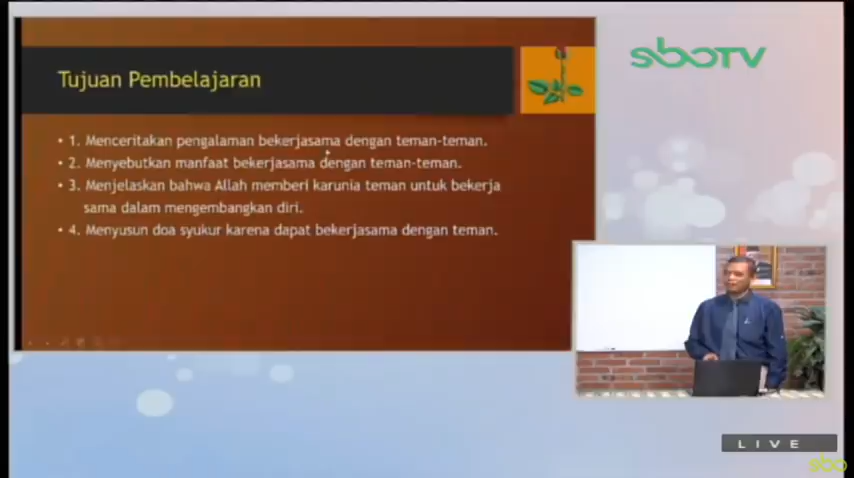 sboTV
Tujuan Pembelajaran
• 1. Menceritakan pengalaman bekerjasama dengan teman-teman.
• 2. Menyebutkan manfaat bekerjasama dengan teman-teman.
• 3. Menjelaskan bahwa Allah memberi karunia teman untuk bekerja
sama dalam mengembangkan diri.
• 4. Menyusun doa syukur karena dapat bekerjasama dengan teman.
LIVE
sbo